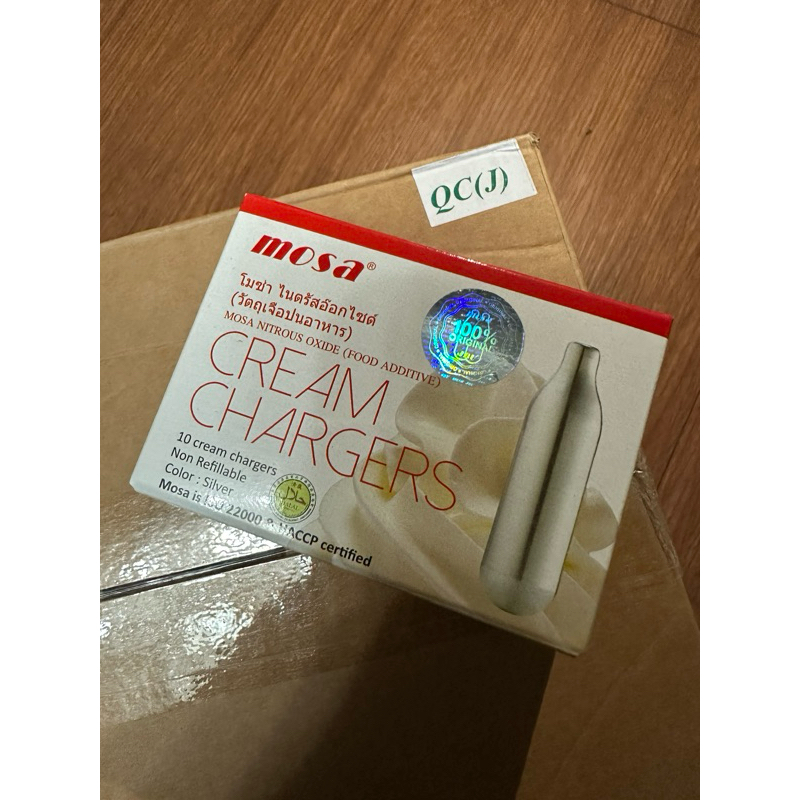 QC(J)
mosa®
โมซ่า ไนตรัสอ๊อกไซด์
(วัตถุเจือปนอาหาร)
MOSA NITROUS OXIDE (FOOD ADDITIVE)
CREAM
CHARGERS
100%
ORIGINAL
10 cream chargers
Non Refillable
Color : Silver
Mosa is ISO 22000 & HACCP certified
حلال